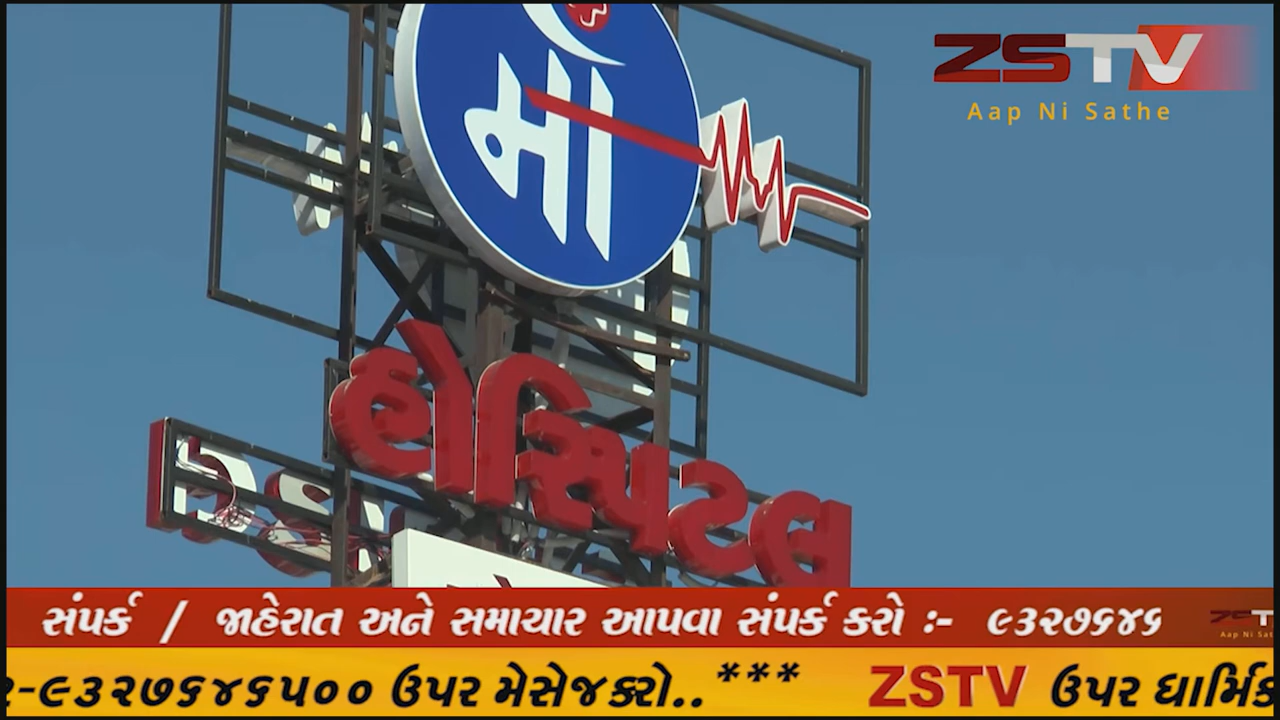 ZSTV
Aap Ni Sathe
માઁ
હોસ્પિટલ
સંપર્ક / જાહેરાત અને સમાચાર આપવા સંપર્ક કરો :- ૯૩૨૭૬૪૬
-૯૩૨૭૬૪૬૫૦૦ ઉપર મેસેજ કરો.. *** ZSTV ઉપર